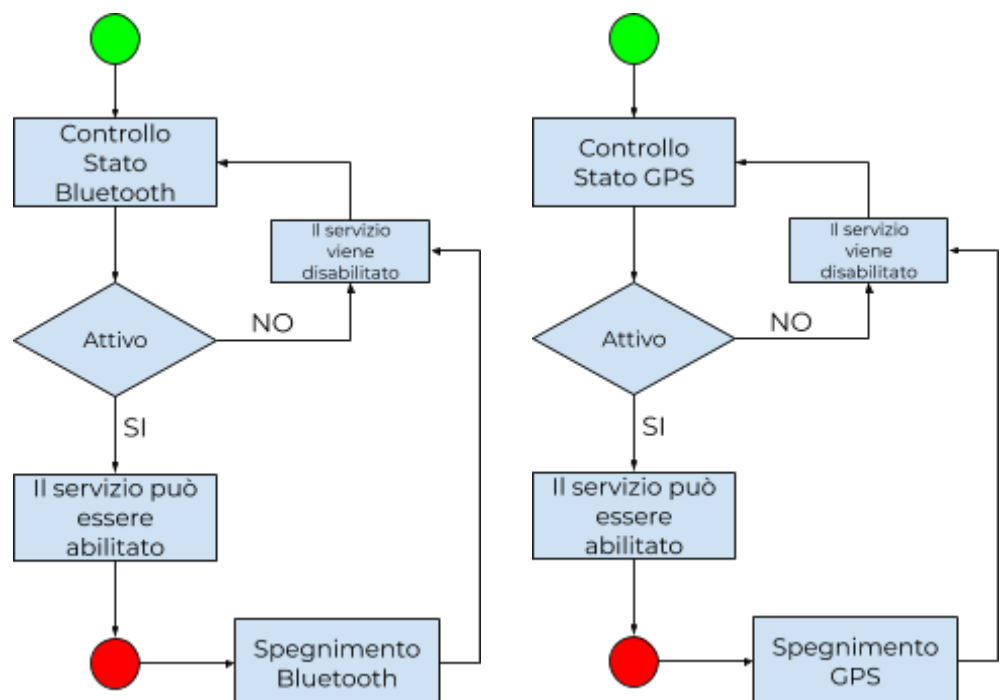 Controllo
Stato
Bluetooth
Il servizio
viene
disabilitato
Attivo
NO
SI
Il servizio può
essere
abilitato
Spegnimento
Bluetooth
Controllo
Stato GPS
Il servizio
viene
disabilitato
Attivo
NO
SI
Il servizio può
essere
abilitato
Spegnimento
GPS